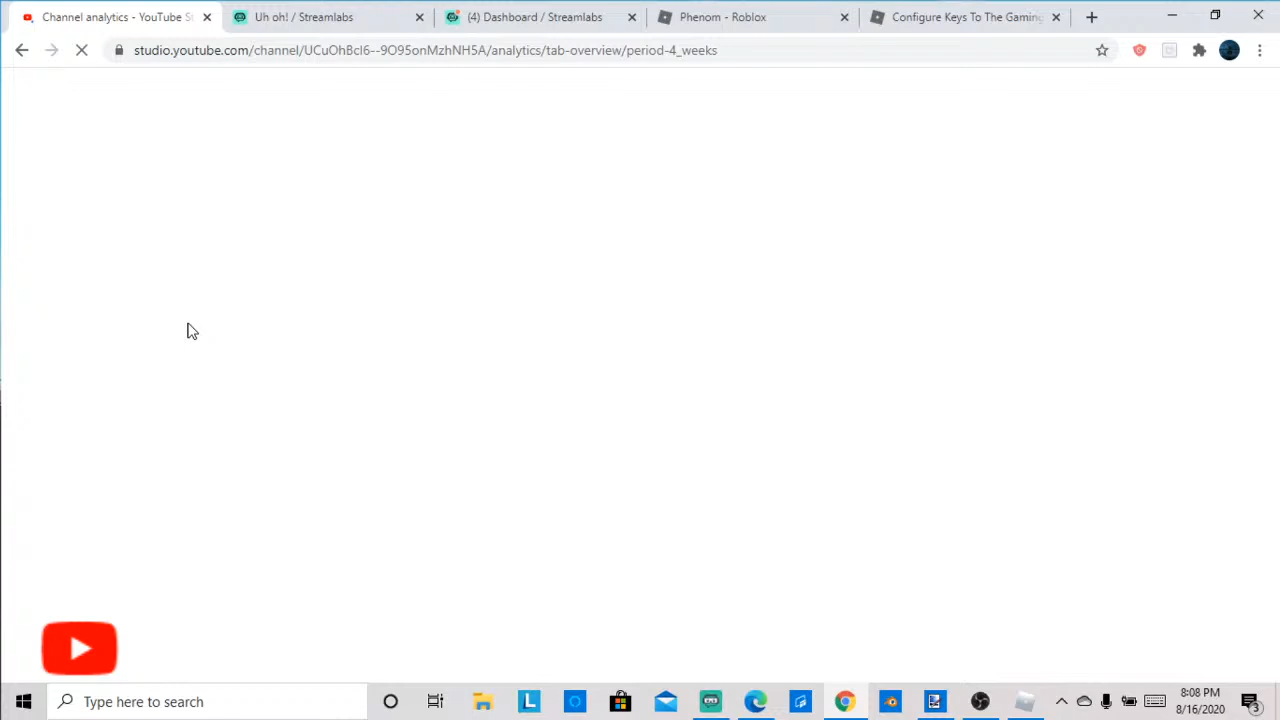 Channel analytics - YouTube St
Uh oh! / Streamlabs
(4) Dashboard / Streamlabs
Phenom - Roblox
Configure Keys To The Gaming
studio.youtube.com/channel/UCuOhBcl6--9O95onMzhNH5A/analytics/tab-overview/period-4_weeks
Type here to search
L
8:08 PM
8/16/2020
3